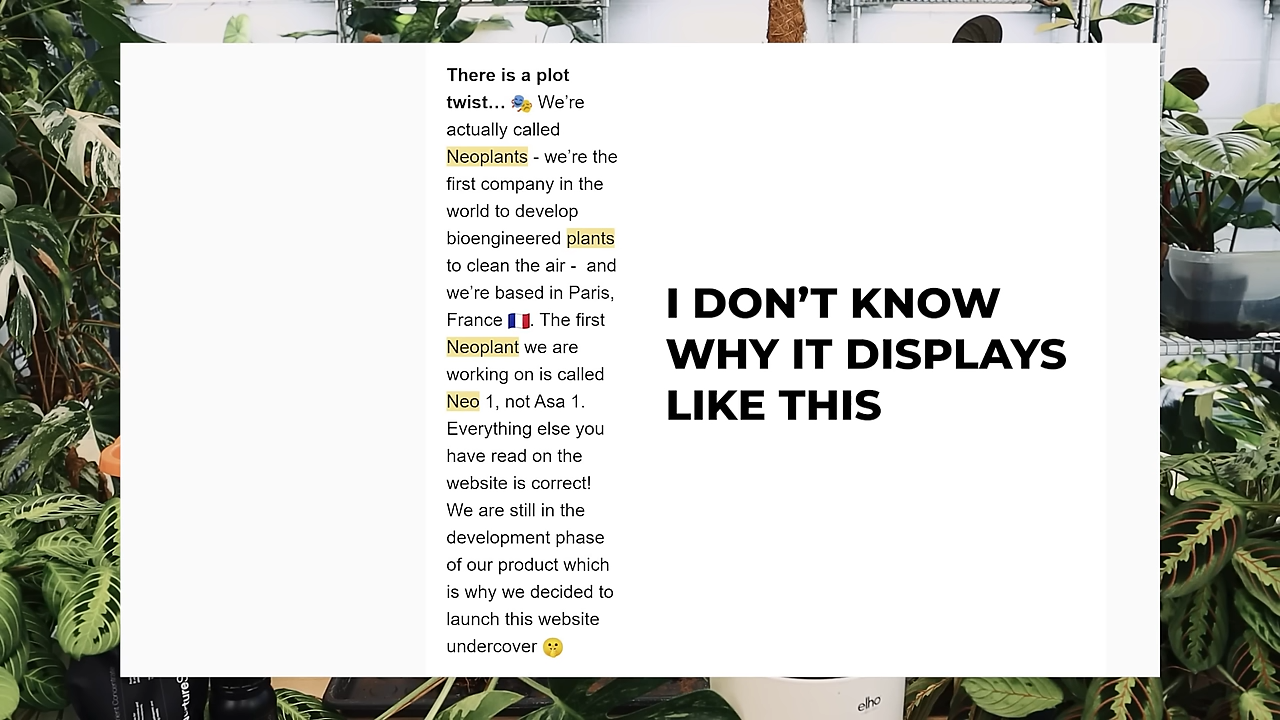 There is a plot
twist… 🎭 We’re
actually called
Neoplants - we’re the
first company in the
world to develop
bioengineered plants
to clean the air -  and
we’re based in Paris,
France 🇫🇷. The first
Neoplant we are
working on is called
Neo 1, not Asa 1.
Everything else you
have read on the
website is correct!
We are still in the
development phase
of our product which
is why we decided to
launch this website
undercover 🤫
I DON’T KNOW
WHY IT DISPLAYS
LIKE THIS
elho